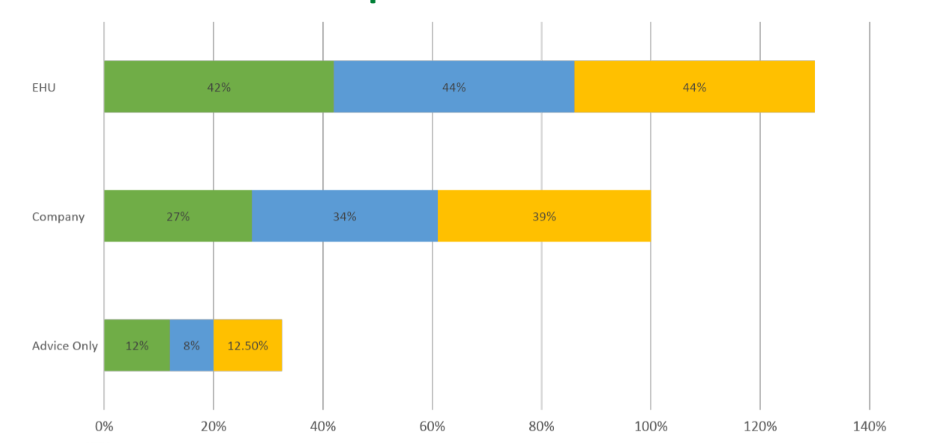 EHU 42% 44% 44%
Company 27% 34% 39%
Advice Only 12% 8% 12.50%
0% 20% 40% 60% 80% 100% 120% 140%